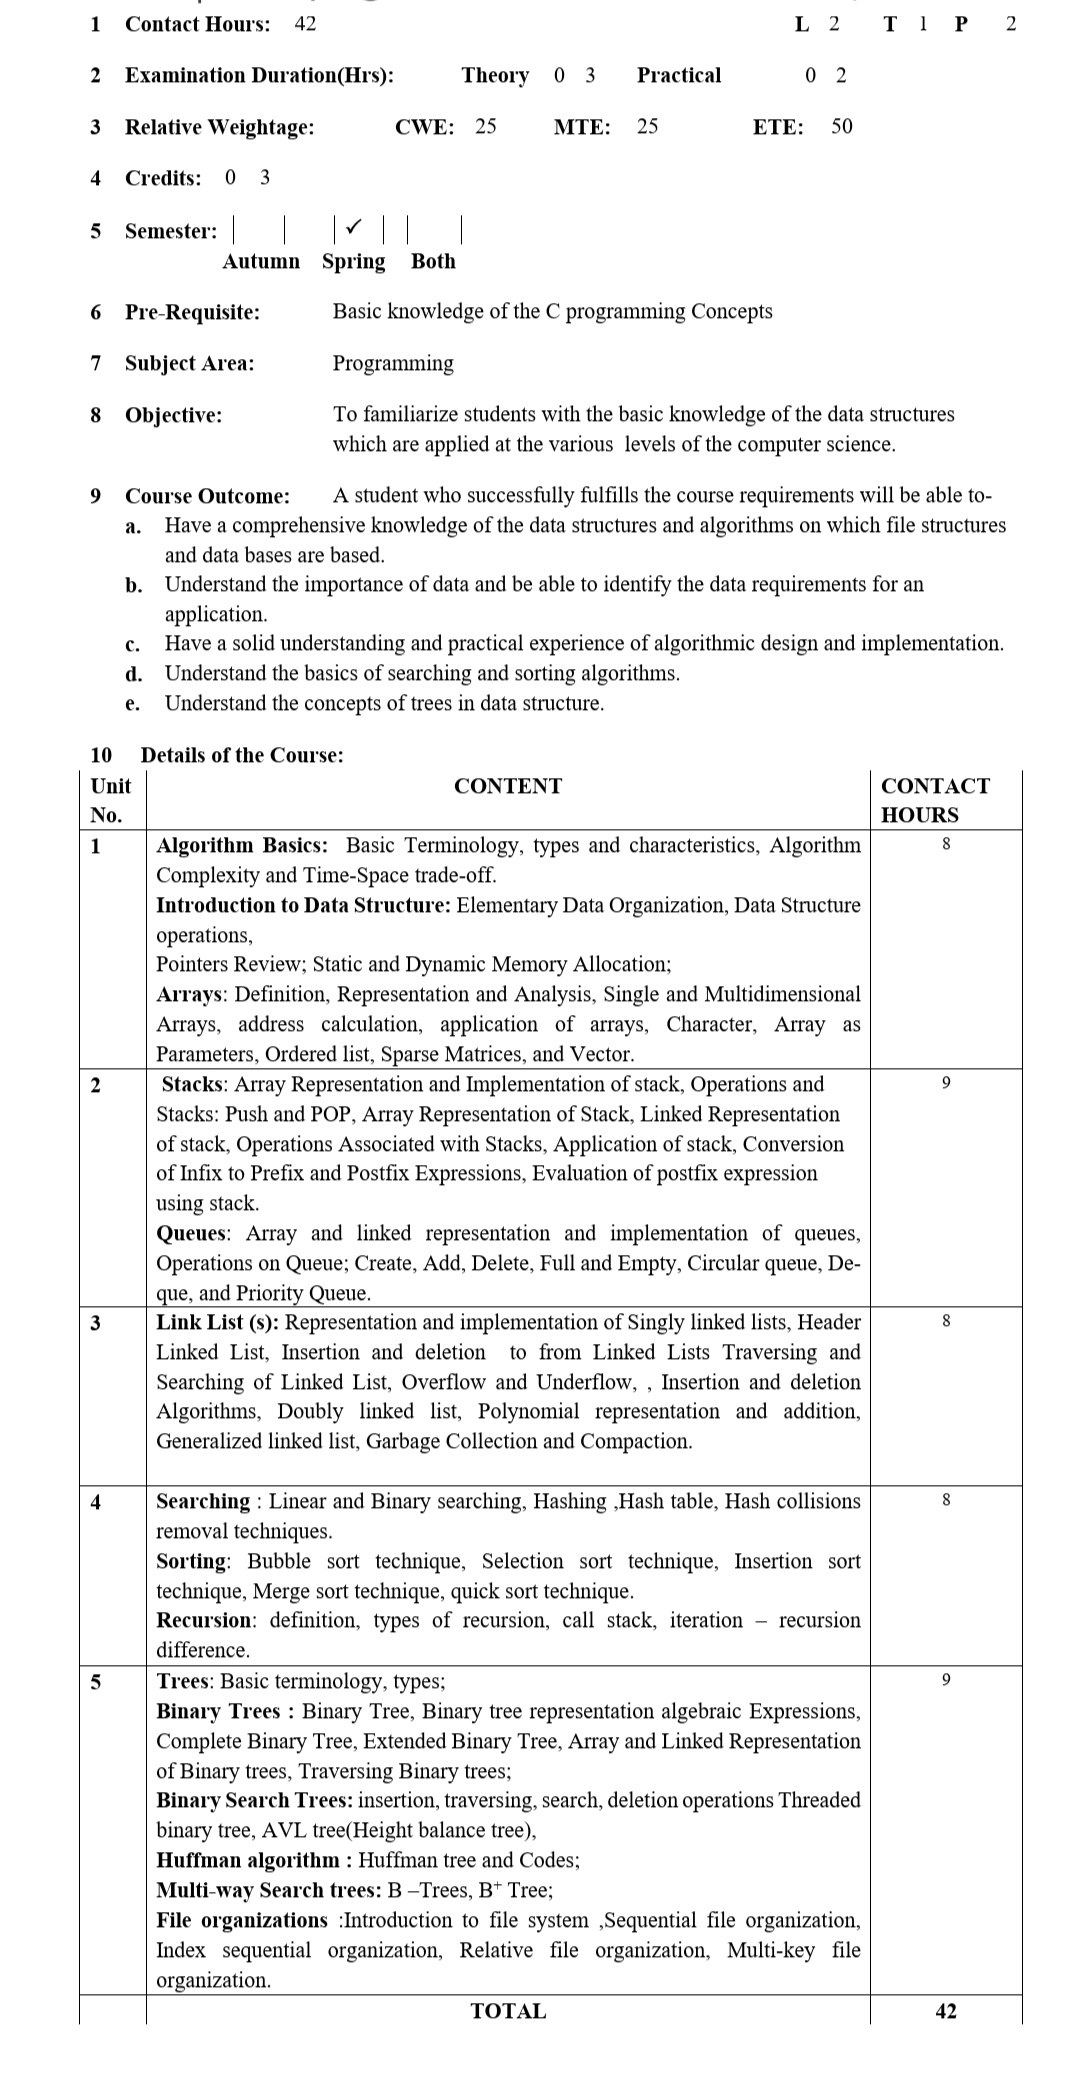 1 Contact Hours: 42 L 2 T 1 P 2
2 Examination Duration(Hrs): Theory 0 3 Practical 0 2
3 Relative Weightage: CWE: 25 MTE: 25 ETE: 50
4 Credits: 0 3
5 Semester: ✓
Autumn Spring Both
6 Pre-Requisite: Basic knowledge of the C programming Concepts
7 Subject Area: Programming
8 Objective: To familiarize students with the basic knowledge of the data structures
which are applied at the various levels of the computer science.
9 Course Outcome: A student who successfully fulfills the course requirements will be able to-
a. Have a comprehensive knowledge of the data structures and algorithms on which file structures
and data bases are based.
b. Understand the importance of data and be able to identify the data requirements for an
application.
c. Have a solid understanding and practical experience of algorithmic design and implementation.
d. Understand the basics of searching and sorting algorithms.
e. Understand the concepts of trees in data structure.
10 Details of the Course:
Unit No. CONTENT CONTACT HOURS
1 Algorithm Basics: Basic Terminology, types and characteristics, Algorithm 8
Complexity and Time-Space trade-off.
Introduction to Data Structure: Elementary Data Organization, Data Structure
operations,
Pointers Review; Static and Dynamic Memory Allocation;
Arrays: Definition, Representation and Analysis, Single and Multidimensional
Arrays, address calculation, application of arrays, Character, Array as
Parameters, Ordered list, Sparse Matrices, and Vector.
2 Stacks: Array Representation and Implementation of stack, Operations and 9
Stacks: Push and POP, Array Representation of Stack, Linked Representation
of stack, Operations Associated with Stacks, Application of stack, Conversion
of Infix to Prefix and Postfix Expressions, Evaluation of postfix expression
using stack.
Queues: Array and linked representation and implementation of queues,
Operations on Queue; Create, Add, Delete, Full and Empty, Circular queue, De-
que, and Priority Queue.
3 Link List (s): Representation and implementation of Singly linked lists, Header 8
Linked List, Insertion and deletion to from Linked Lists Traversing and
Searching of Linked List, Overflow and Underflow, , Insertion and deletion
Algorithms, Doubly linked list, Polynomial representation and addition,
Generalized linked list, Garbage Collection and Compaction.
4 Searching : Linear and Binary searching, Hashing ,Hash table, Hash collisions 8
removal techniques.
Sorting: Bubble sort technique, Selection sort technique, Insertion sort
technique, Merge sort technique, quick sort technique.
Recursion: definition, types of recursion, call stack, iteration – recursion
difference.
5 Trees: Basic terminology, types; 9
Binary Trees : Binary Tree, Binary tree representation algebraic Expressions,
Complete Binary Tree, Extended Binary Tree, Array and Linked Representation
of Binary trees, Traversing Binary trees;
Binary Search Trees: insertion, traversing, search, deletion operations Threaded
binary tree, AVL tree(Height balance tree),
Huffman algorithm : Huffman tree and Codes;
Multi-way Search trees: B –Trees, B⁺ Tree;
File organizations :Introduction to file system ,Sequential file organization,
Index sequential organization, Relative file organization, Multi-key file
organization.
TOTAL 42